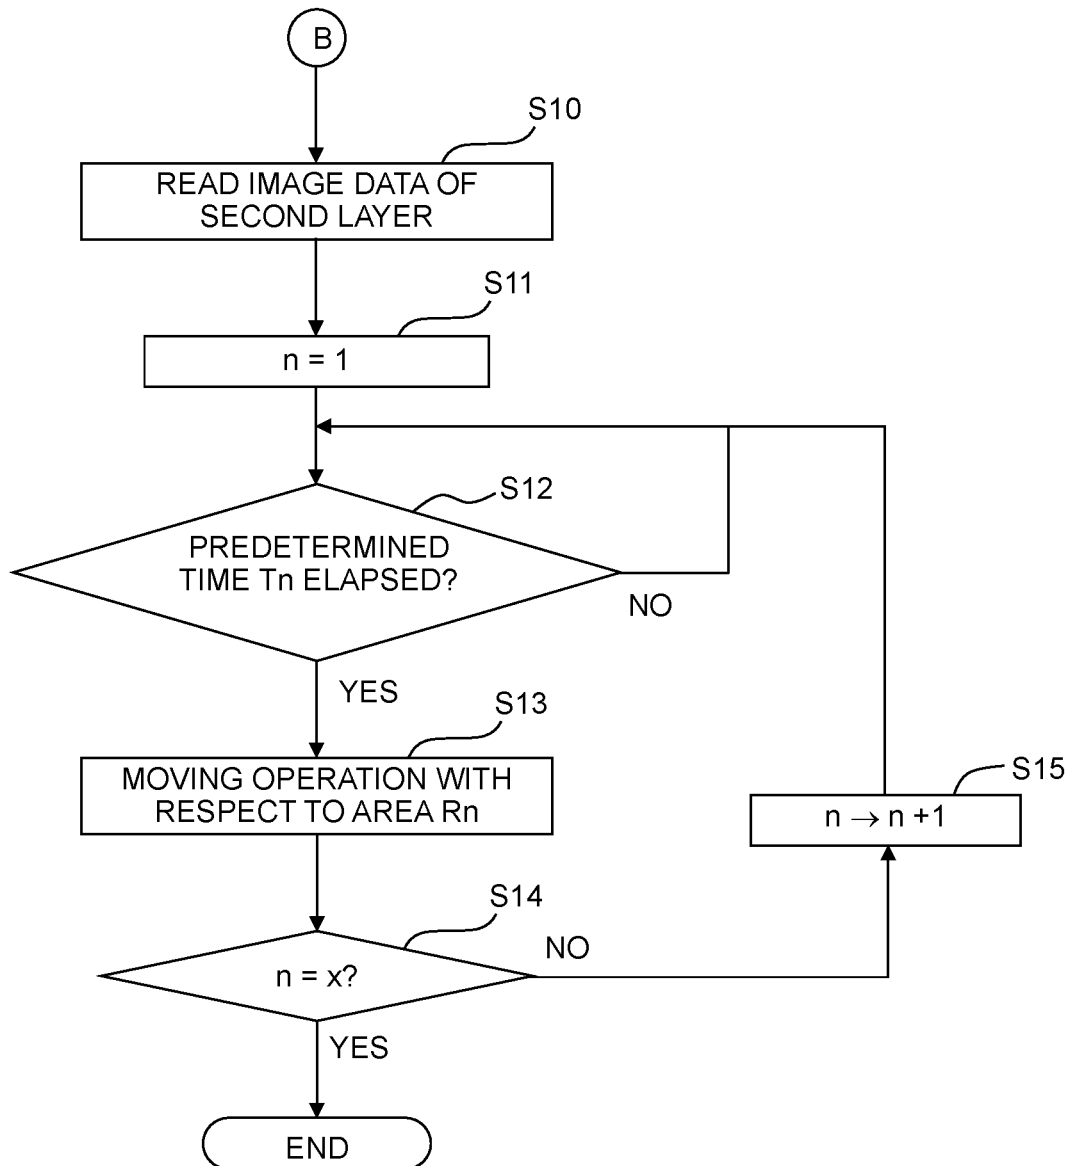 B
S10
READ IMAGE DATA OF
SECOND LAYER
S11
n = 1
S12
PREDETERMINED
TIME Tn ELAPSED?
NO
YES
S13
MOVING OPERATION WITH
RESPECT TO AREA Rn
S15
n → n +1
S14
n = x?
NO
YES
END